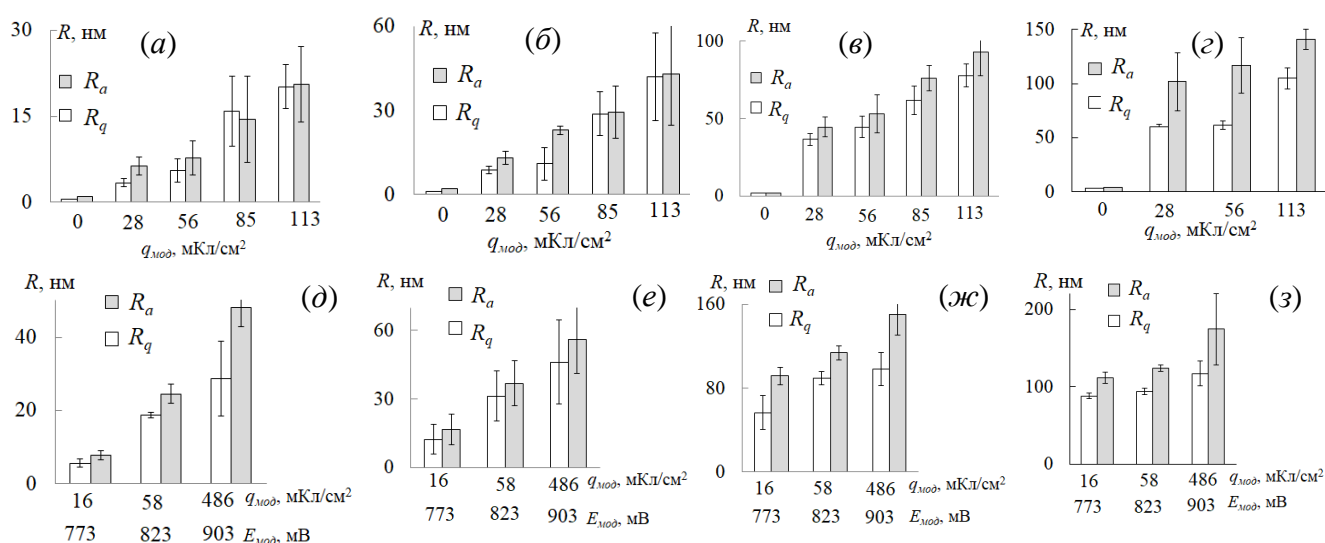 R, нм (а)
30
15
0
R_a
R_q
0 28 56 85 113
q_мод, мКл/см²
R, нм (б)
60
30
0
R_a
R_q
0 28 56 85 113
q_мод, мКл/см²
R, нм (в)
100
50
0
R_a
R_q
0 28 56 85 113
q_мод, мКл/см²
R, нм (г)
150
100
50
0
R_a
R_q
0 28 56 113
q_мод, мКл/см²
R, нм (д)
40
20
0
R_a
R_q
16 58 486 q_мод, мКл/см²
773 823 903 E_мод, мВ
R, нм (е)
60
30
0
R_a
R_q
16 58 486 q_мод, мКл/см²
773 823 903 E_мод, мВ
R, нм (ж)
160
80
0
R_a
R_q
16 58 486 q_мод, мКл/см²
773 823 903 E_мод, мВ
R, нм (з)
200
100
0
R_a
R_q
16 58 486 q_мод, мКл/см²
773 823 903 E_мод, мВ